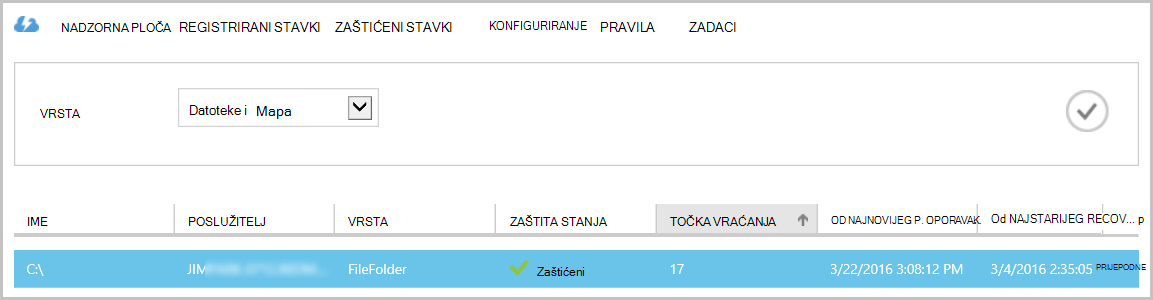 NADZORNA PLOČA REGISTRIRANI STAVKI ZAŠTIĆENI STAVKI KONFIGURIRANJE PRAVILA ZADACI
VRSTA Datoteke i Mapa
IME POSLUŽITELJ VRSTA ZAŠTITA STANJA TOČKA VRAĆANJA OD NAJNOVIJEG P. OPORAVAK. Od NAJSTARIJEG RECOV... p
C:\ JIM FileFolder Zaštićeni 17 3/22/2016 3:08:12 PM 3/4/2016 2:35:05 PRIJEPODNE